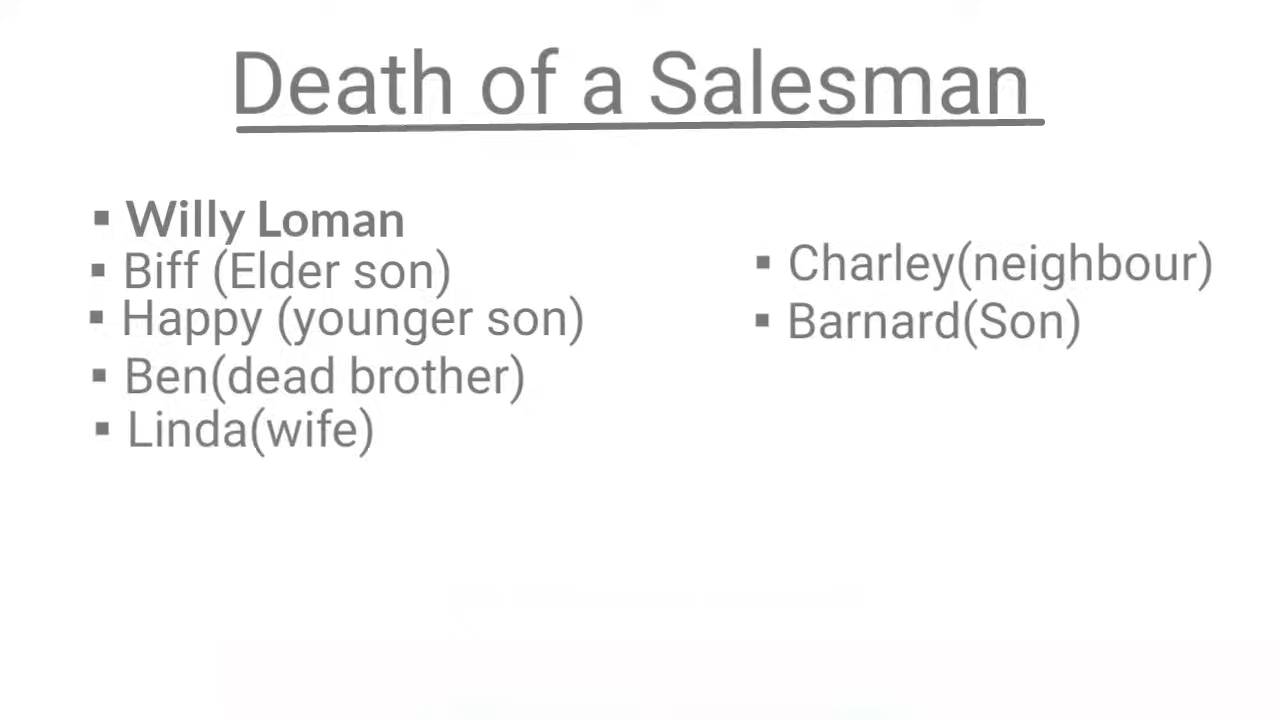 Death of a Salesman
▪ Willy Loman
▪ Biff (Elder son)
▪ Happy (younger son)
▪ Ben(dead brother)
▪ Linda(wife)
▪ Charley(neighbour)
▪ Barnard(Son)